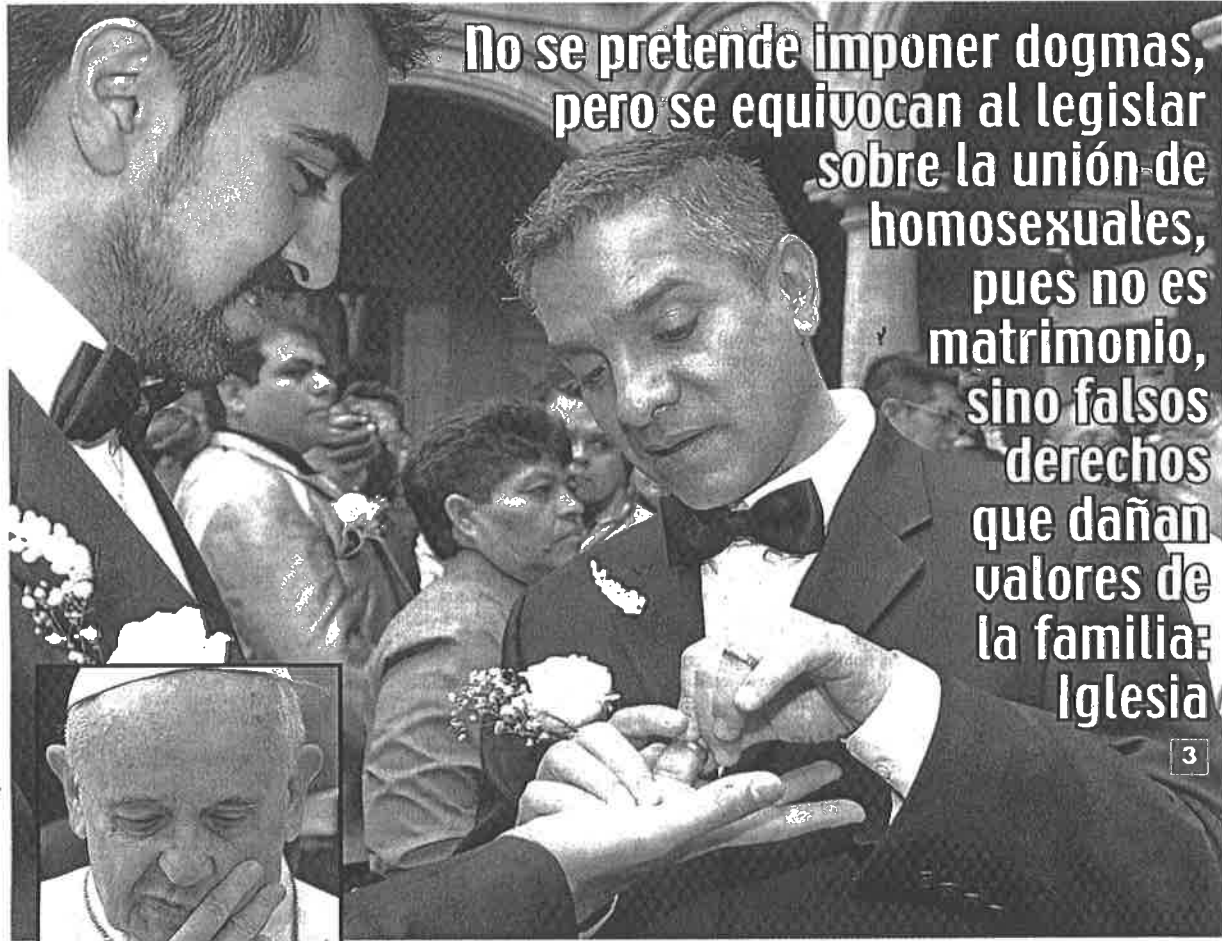 No se pretende imponer dogmas,
pero se equivocan al legislar
sobre la unión de
homosexuales,
pues no es
matrimonio,
sino falsos
derechos
que dañan
valores de
la familia:
Iglesia
3